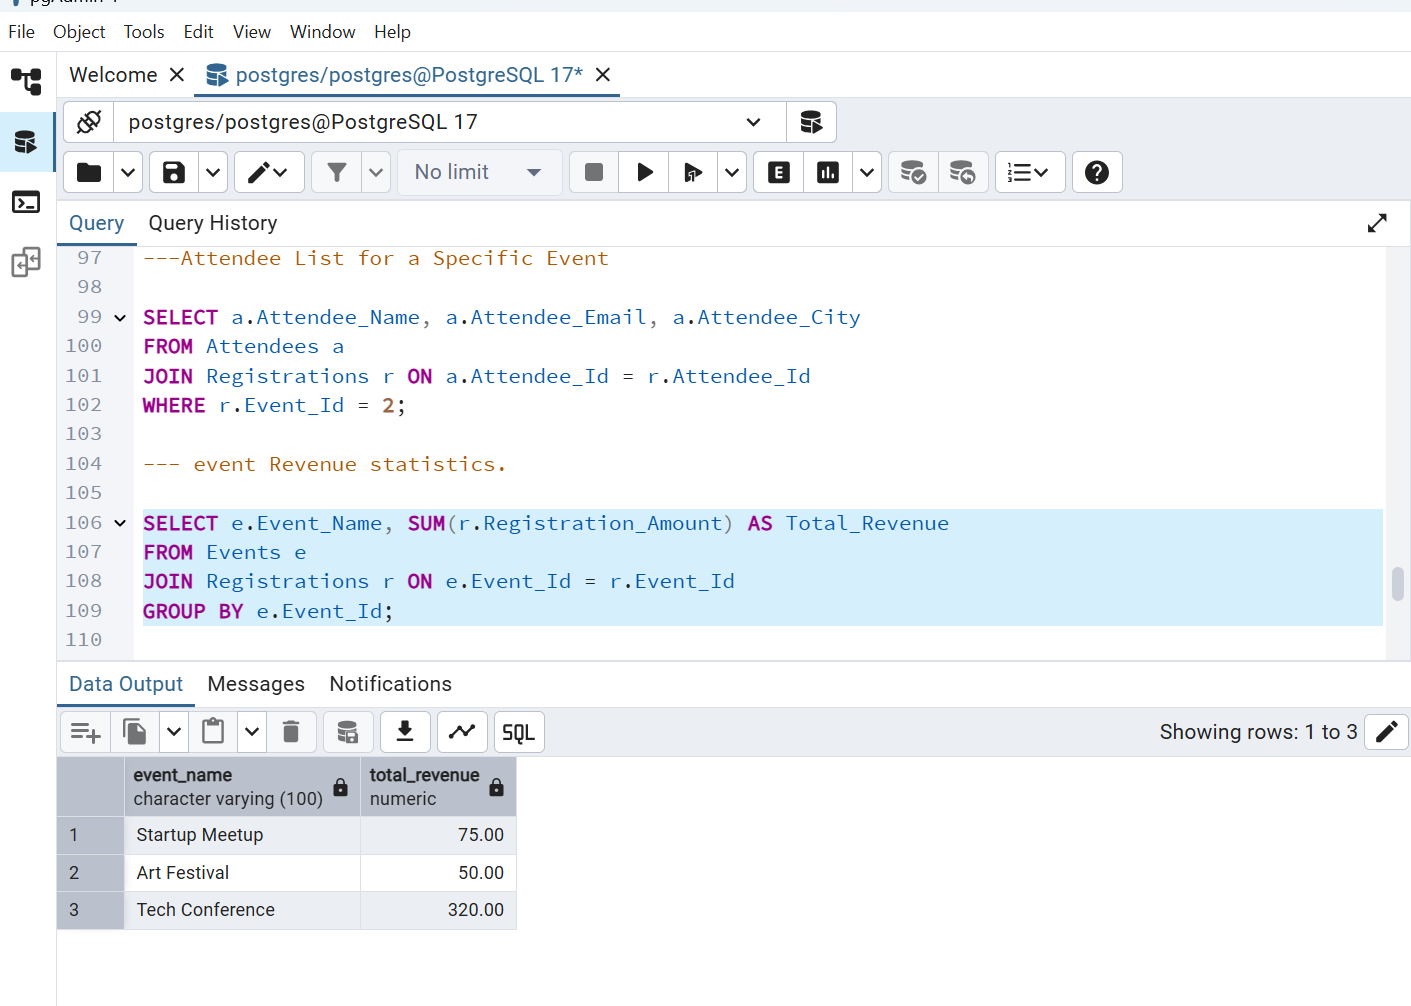 File Object Tools Edit View Window Help
Welcome postgres/postgres@PostgreSQL 17*
postgres/postgres@PostgreSQL 17
No limit
E
Query Query History
97 ---Attendee List for a Specific Event
98
99 SELECT a.Attendee_Name, a.Attendee_Email, a.Attendee_City
100 FROM Attendees a
101 JOIN Registrations r ON a.Attendee_Id = r.Attendee_Id
102 WHERE r.Event_Id = 2;
103
104 --- event Revenue statistics.
105
106 SELECT e.Event_Name, SUM(r.Registration_Amount) AS Total_Revenue
107 FROM Events e
108 JOIN Registrations r ON e.Event_Id = r.Event_Id
109 GROUP BY e.Event_Id;
110
Data Output Messages Notifications
SQL Showing rows: 1 to 3
event_name total_revenue
character varying (100) numeric
1 Startup Meetup 75.00
2 Art Festival 50.00
3 Tech Conference 320.00